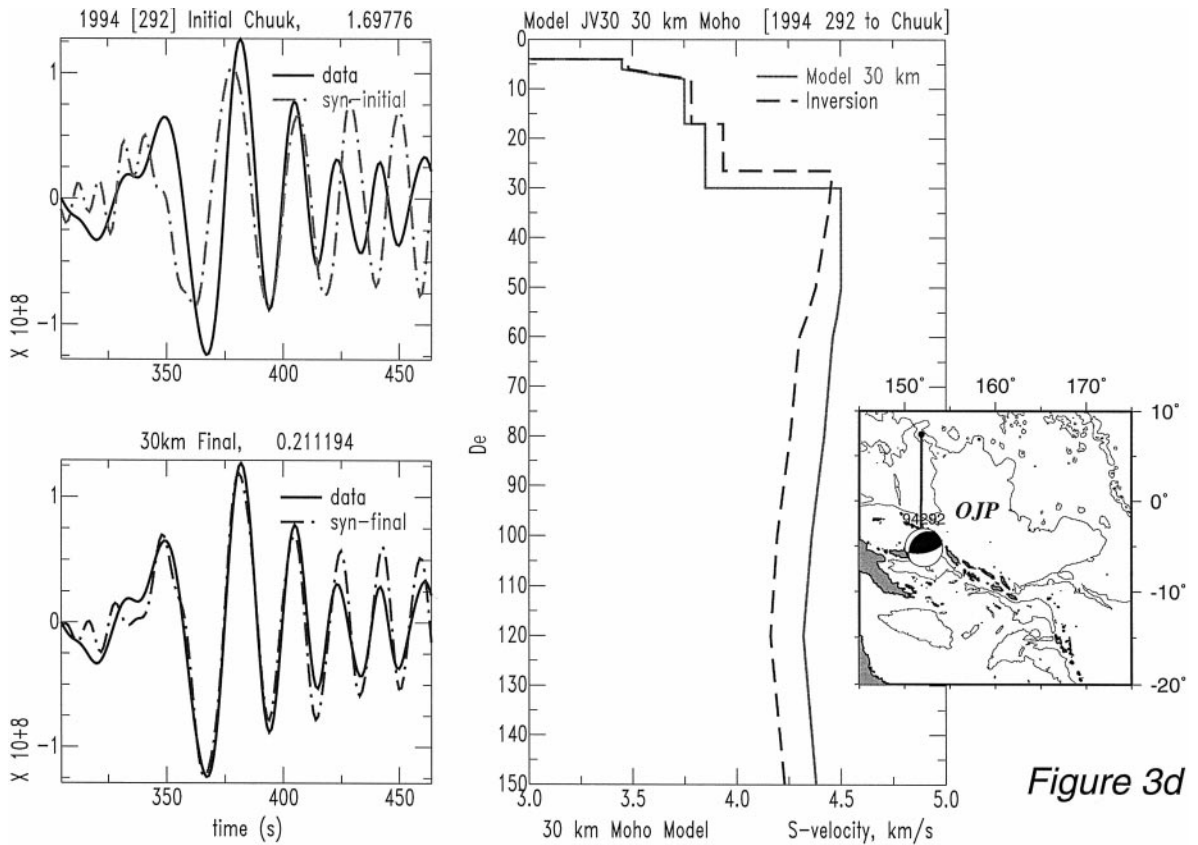 1994 [292] Initial Chuuk, 1.69776
1
0
-1
X 10+8
data
syn-initial
350 400 450
30km Final, 0.211194
1
0
-1
X 10+8
data
syn-final
350 400 450
time (s)
Model JV30 30 km Moho [1994 292 to Chuuk]
0
10
20
30
40
50
60
70
80
90
100
110
120
130
150
De
Model 30 km
Inversion
3.0 3.5 4.0 4.5 5.0
30 km Moho Model S-velocity, km/s
150° 160° 170°
10°
0°
-10°
-20°
94292
OJP
Figure 3d